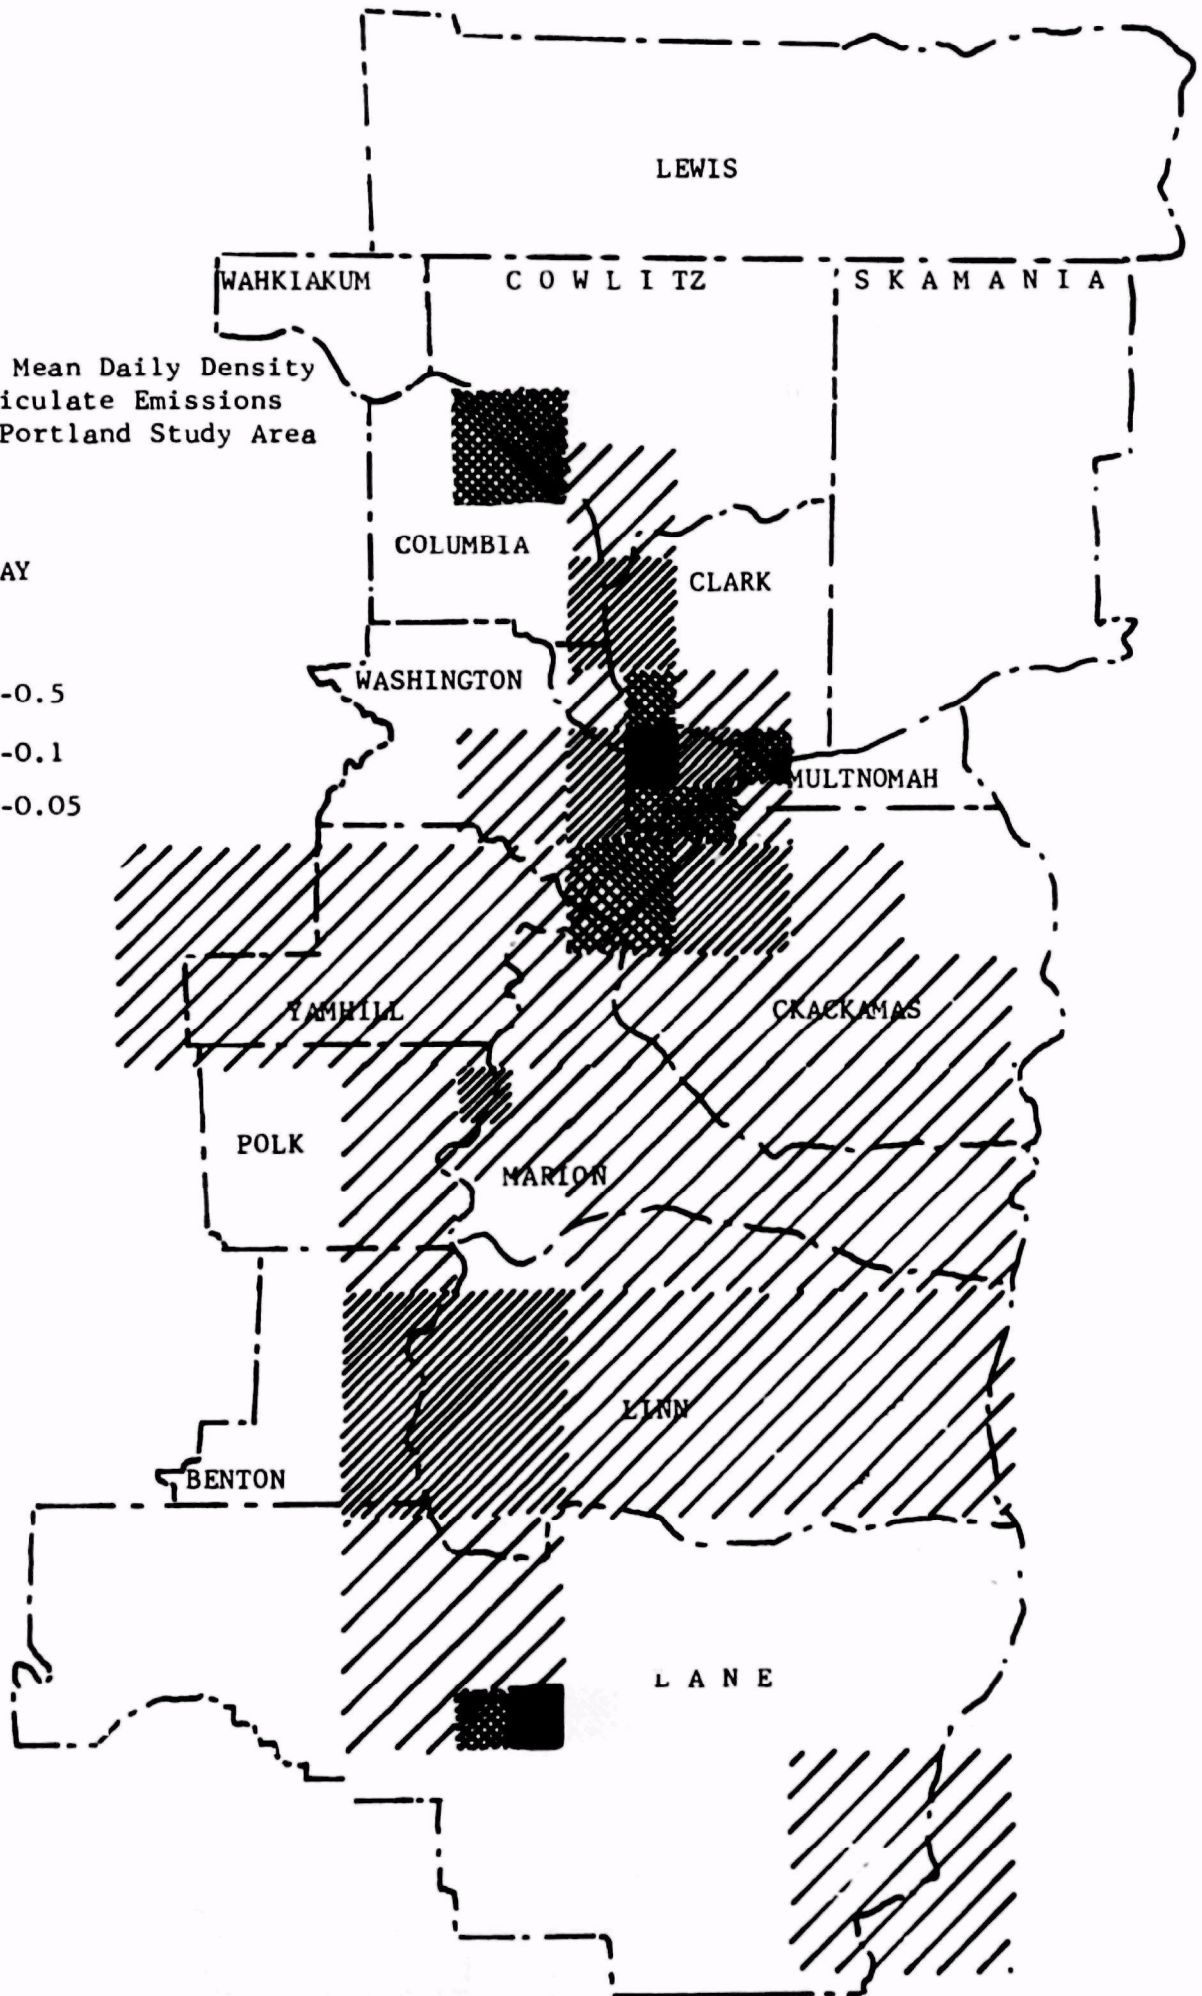 LEWIS
WAHKIAKUM
C O W L I TZ
S K A M A N I A
Mean Daily Density
iculate Emissions
Portland Study Area
COLUMBIA
AY
CLARK
WASHINGTON
-0.5
-0.1
MULTNOMAH
-0.05
YAMHILL
CKACKAMAS
POLK
MARION
LINN
BENTON
L A N E